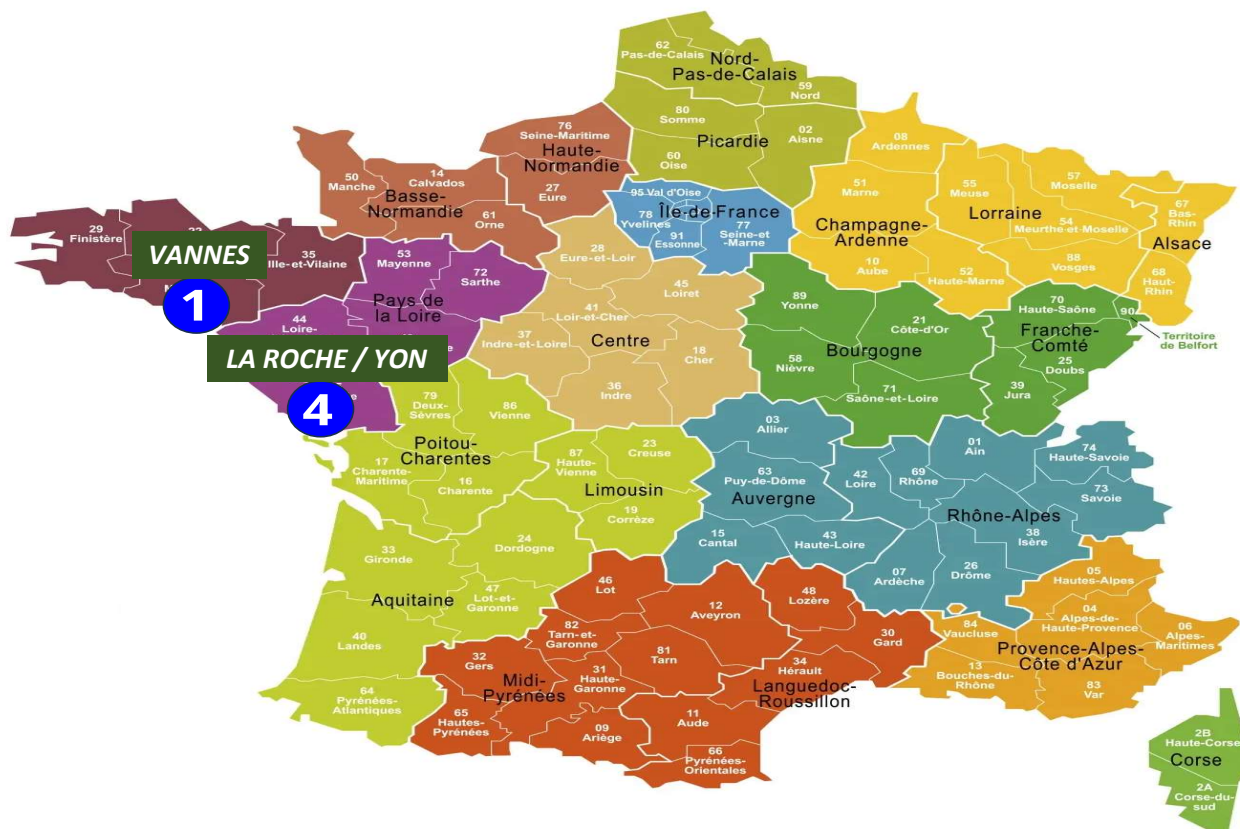 62
Pas-de-Calais
Nord-
Pas-de-Calais
59
Nord
80
Somme
02
Aisne
Picardie
60
Oise
76
Seine-Maritime
Haute-
Normandie
27
Eure
14
Calvados
50
Manche
Basse-
Normandie
61
Orne
08
Ardennes
51
Marne
Champagne-
Ardenne
10
Aube
52
Haute-Marne
55
Meuse
57
Moselle
Lorraine
54
Meurthe-et-Moselle
88
Vosges
67
Bas-
Rhin
Alsace
68
Haut-
Rhin
95 Val d'Oise
Île-de-France
78
Yvelines
91
Essonne
77
Seine-et
-Marne
29
Finistère
VANNES
1
35
Ille-et-Vilaine
53
Mayenne
72
Sarthe
Pays de
la Loire
44
Loire-
LA ROCHE / YON
4
28
Eure-et-Loir
45
Loiret
41
Loir-et-Cher
37
Indre-et-Loire
Centre
18
Cher
36
Indre
89
Yonne
21
Côte-d'Or
Bourgogne
58
Nièvre
71
Saône-et-Loire
70
Haute-Saône
90
Territoire
de Belfort
Franche-
Comté
25
Doubs
39
Jura
79
Deux-
Sèvres
86
Vienne
Poitou-
Charentes
17
Charente-
Maritime
16
Charente
23
Creuse
87
Haute-
Vienne
Limousin
19
Corrèze
03
Allier
63
Puy-de-Dôme
Auvergne
15
Cantal
43
Haute-Loire
01
Ain
74
Haute-Savoie
42
Loire
69
Rhône
73
Savoie
Rhône-Alpes
38
Isère
07
Ardèche
26
Drôme
24
Dordogne
33
Gironde
47
Lot-et-
Garonne
Aquitaine
40
Landes
64
Pyrénées-
Atlantiques
46
Lot
12
Aveyron
82
Tarn-et-
Garonne
32
Gers
81
Tarn
31
Haute-
Garonne
Midi-
Pyrénées
65
Hautes-
Pyrénées
09
Ariège
48
Lozère
30
Gard
34
Hérault
Languedoc-
Roussillon
11
Aude
66
Pyrénées-
Orientales
05
Hautes-Alpes
04
Alpes-de-
Haute-Provence
06
Alpes-
Maritimes
84
Vaucluse
Provence-Alpes-
Côte d'Azur
13
Bouches-du-
Rhône
83
Var
2B
Haute-Corse
Corse
2A
Corse-du-
sud